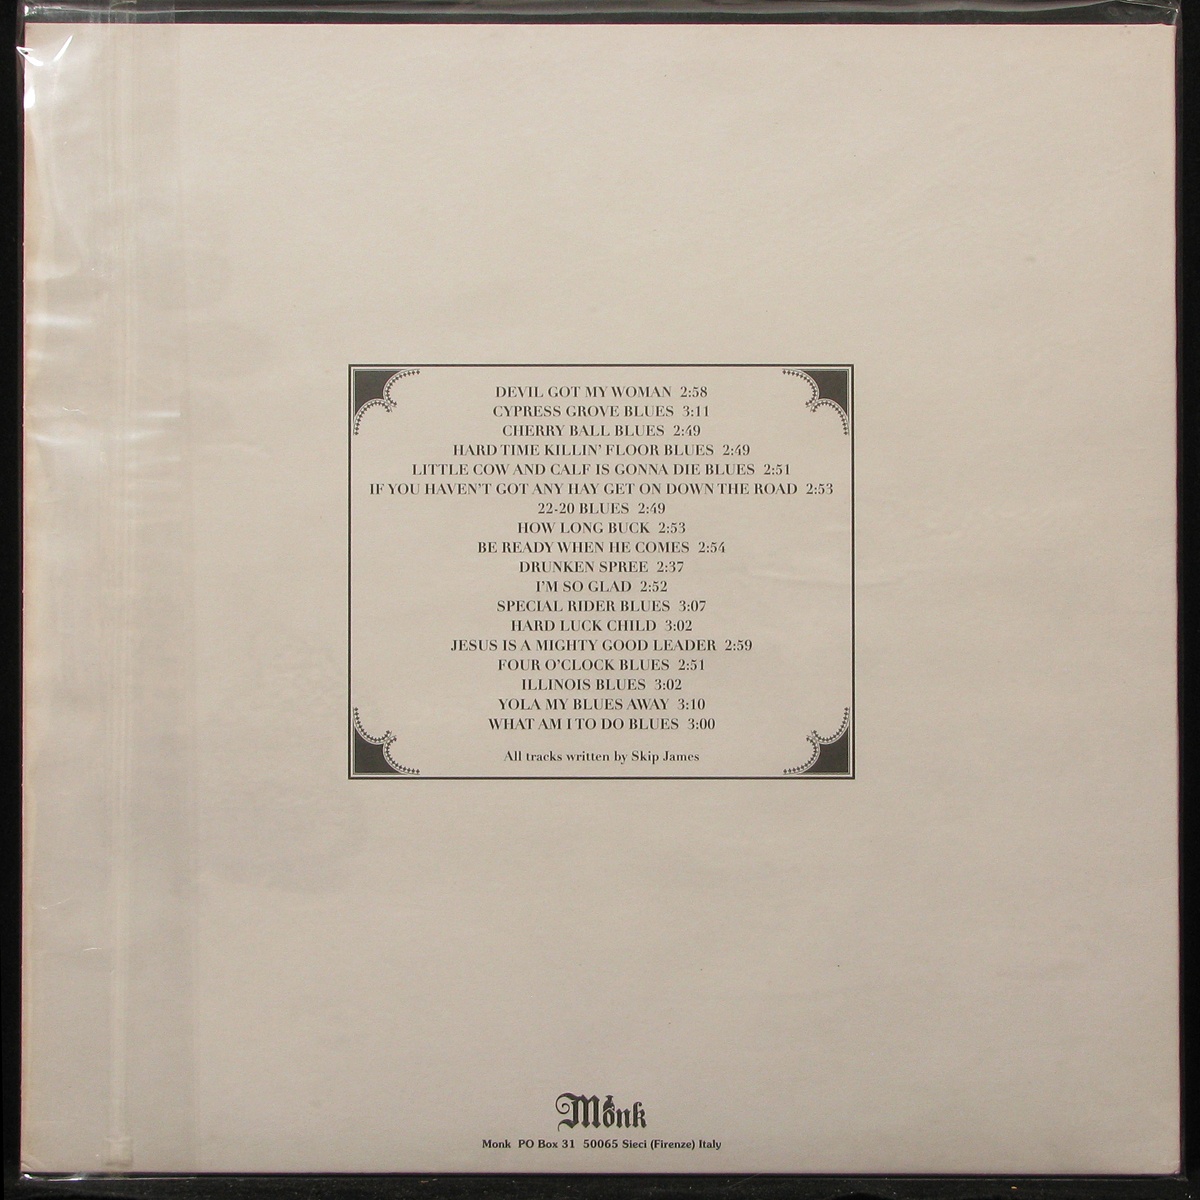 DEVIL GOT MY WOMAN 2:58
CYPRESS GROVE BLUES 3:11
CHERRY BALL BLUES 2:49
HARD TIME KILLIN' FLOOR BLUES 2:49
LITTLE COW AND CALF IS GONNA DIE BLUES 2:51
IF YOU HAVEN'T GOT ANY HAY GET ON DOWN THE ROAD 2:53
22-20 BLUES 2:49
HOW LONG BUCK 2:53
BE READY WHEN HE COMES 2:54
DRUNKEN SPREE 2:37
I'M SO GLAD 2:52
SPECIAL RIDER BLUES 3:07
HARD LUCK CHILD 3:02
JESUS IS A MIGHTY GOOD LEADER 2:59
FOUR O'CLOCK BLUES 2:51
ILLINOIS BLUES 3:02
YOLA MY BLUES AWAY 3:10
WHAT AM I TO DO BLUES 3:00
All tracks written by Skip James
Monk
Monk PO Box 31 50065 Sieci (Firenze) Italy